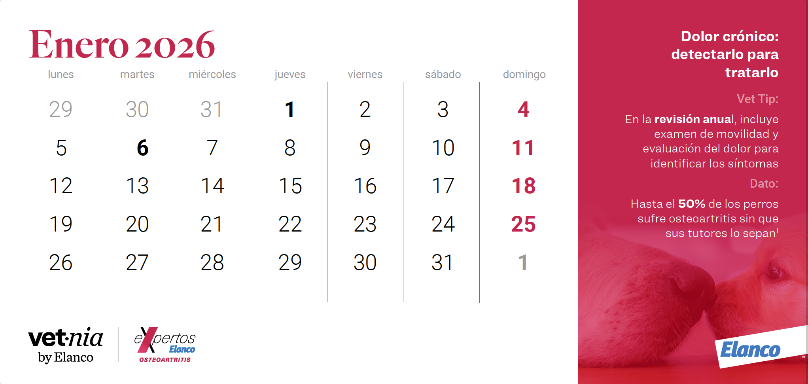 Enero 2026
lunes martes miércoles jueves viernes sábado domingo
29 30 31 1 2 3 4
5 6 7 8 9 10 11
12 13 14 15 16 17 18
19 20 21 22 23 24 25
26 27 28 29 30 31 1
vet-nia
by Elanco
eXpertos
Elanco
OSTEOARTRITIS
Dolor crónico:
detectarlo para
tratarlo
Vet Tip:
En la revisión anual, incluye
examen de movilidad y
evaluación del dolor para
identificar los síntomas
Dato:
Hasta el 50% de los perros
sufre osteoartritis sin que
sus tutores lo sepan¹
Elanco